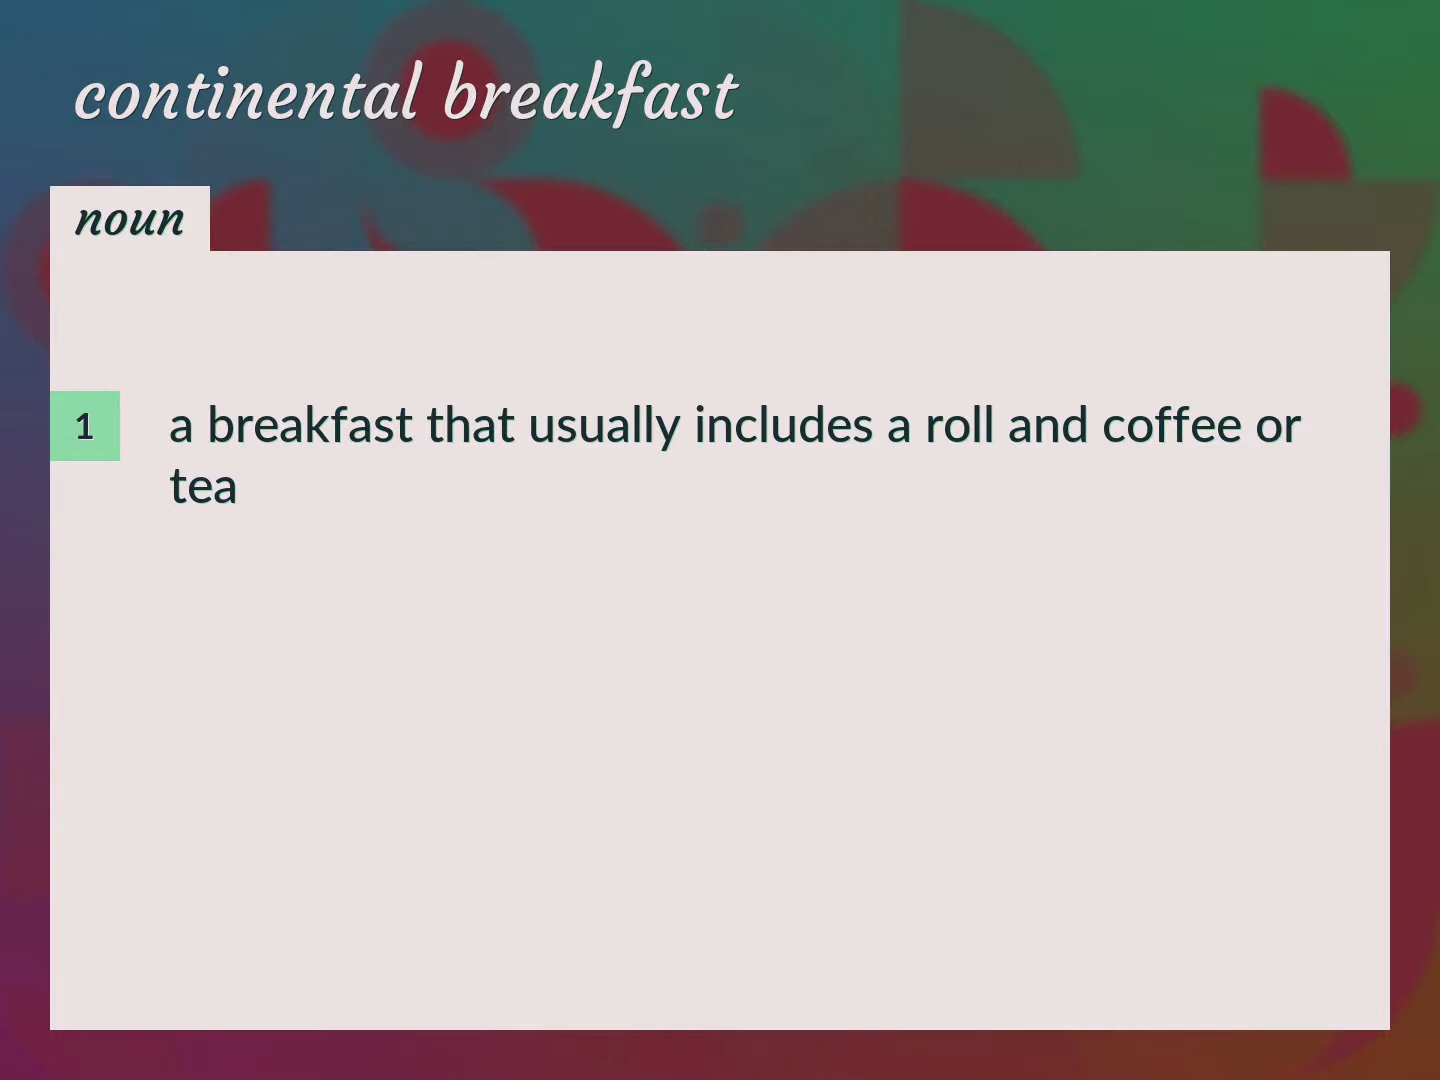 continental breakfast
noun
1
a breakfast that usually includes a roll and coffee or
tea